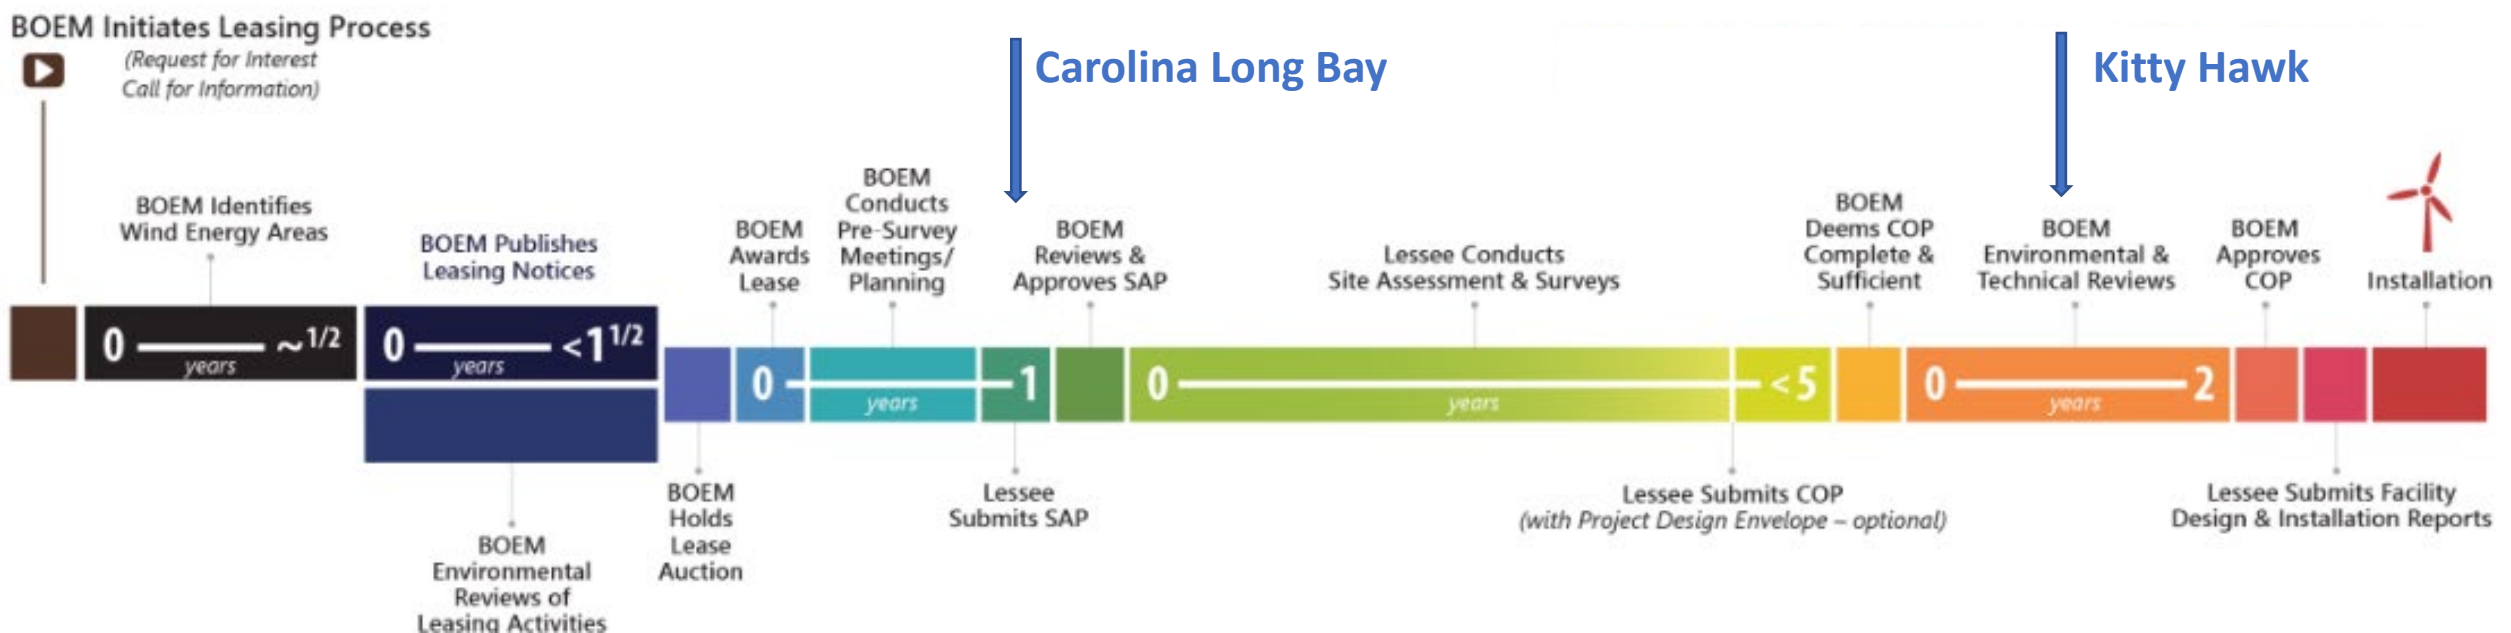 BOEM Initiates Leasing Process
(Request for Interest
Call for Information)
Carolina Long Bay
Kitty Hawk
BOEM Identifies
Wind Energy Areas
BOEM Publishes
Leasing Notices
BOEM
Awards
Lease
BOEM
Conducts
Pre-Survey
Meetings/
Planning
BOEM
Reviews &
Approves SAP
Lessee Conducts
Site Assessment & Surveys
BOEM
Deems COP
Complete &
Sufficient
BOEM
Environmental &
Technical Reviews
BOEM
Approves
COP
Installation
0 ~1/2
years
0 <1 1/2
years
0 1
years
0 <5
years
0 2
years
BOEM
Environmental
Reviews of
Leasing Activities
BOEM
Holds
Lease
Auction
Lessee
Submits SAP
Lessee Submits COP
(with Project Design Envelope – optional)
Lessee Submits Facility
Design & Installation Reports